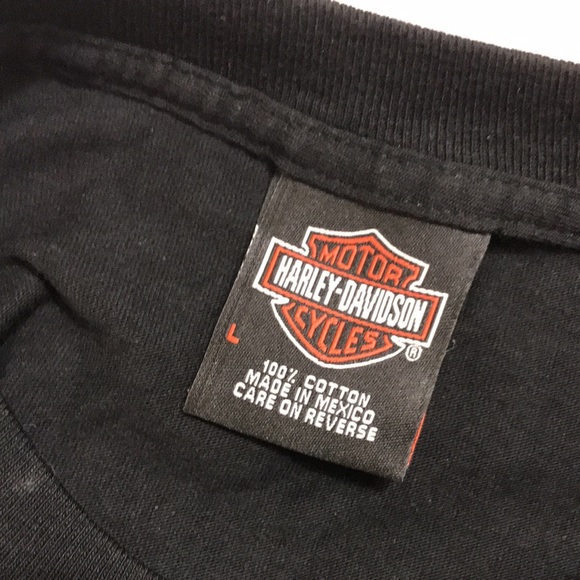 MOTOR
HARLEY-DAVIDSON
CYCLES
®
L
100% COTTON
MADE IN MEXICO
CARE ON REVERSE